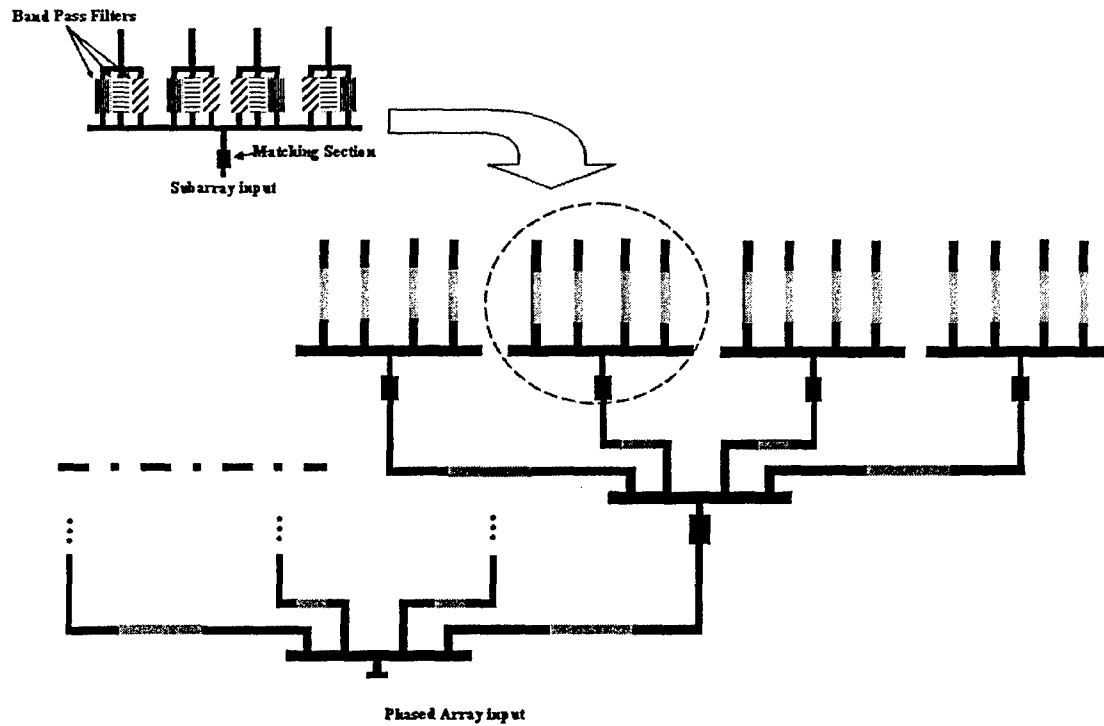 Band Pass Filters
Matching Section
Subarray input
Phased Array input